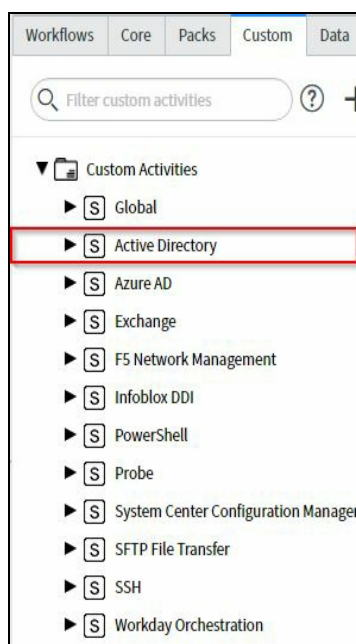 Workflows Core Packs Custom Data
Filter custom activities
Custom Activities
S Global
S Active Directory
S Azure AD
S Exchange
S F5 Network Management
S Infoblox DDI
S PowerShell
S Probe
S System Center Configuration Manager
S SFTP File Transfer
S SSH
S Workday Orchestration